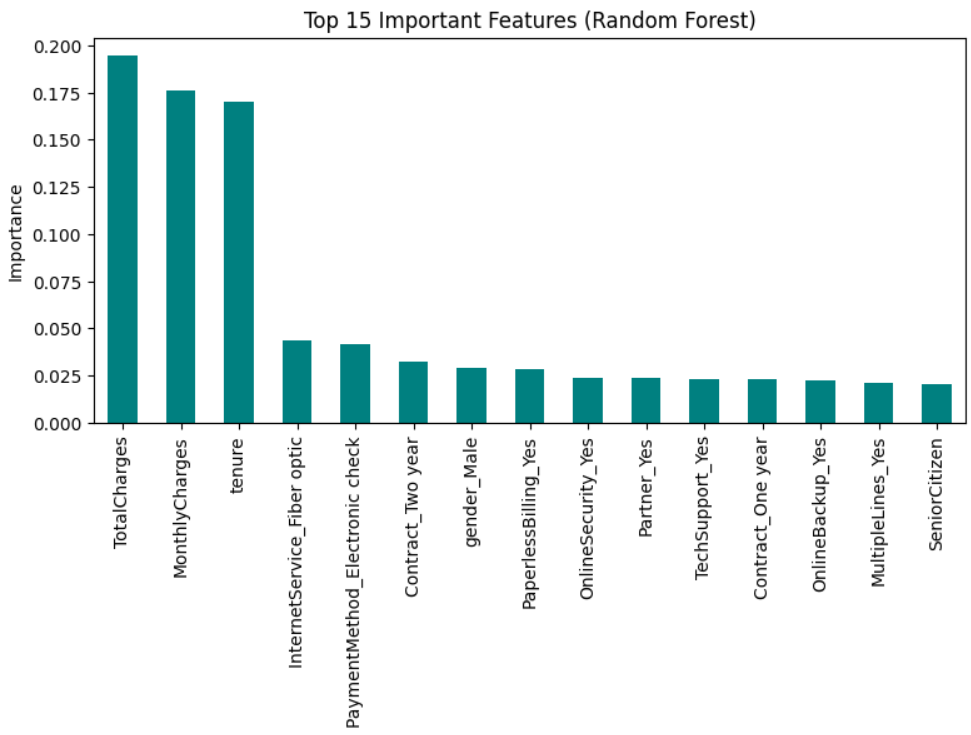 Top 15 Important Features (Random Forest)
Importance
0.200
0.175
0.150
0.125
0.100
0.075
0.050
0.025
0.000
TotalCharges
MonthlyCharges
tenure
InternetService_Fiber optic
PaymentMethod_Electronic check
Contract_Two year
gender_Male
PaperlessBilling_Yes
OnlineSecurity_Yes
Partner_Yes
TechSupport_Yes
Contract_One year
OnlineBackup_Yes
MultipleLines_Yes
SeniorCitizen